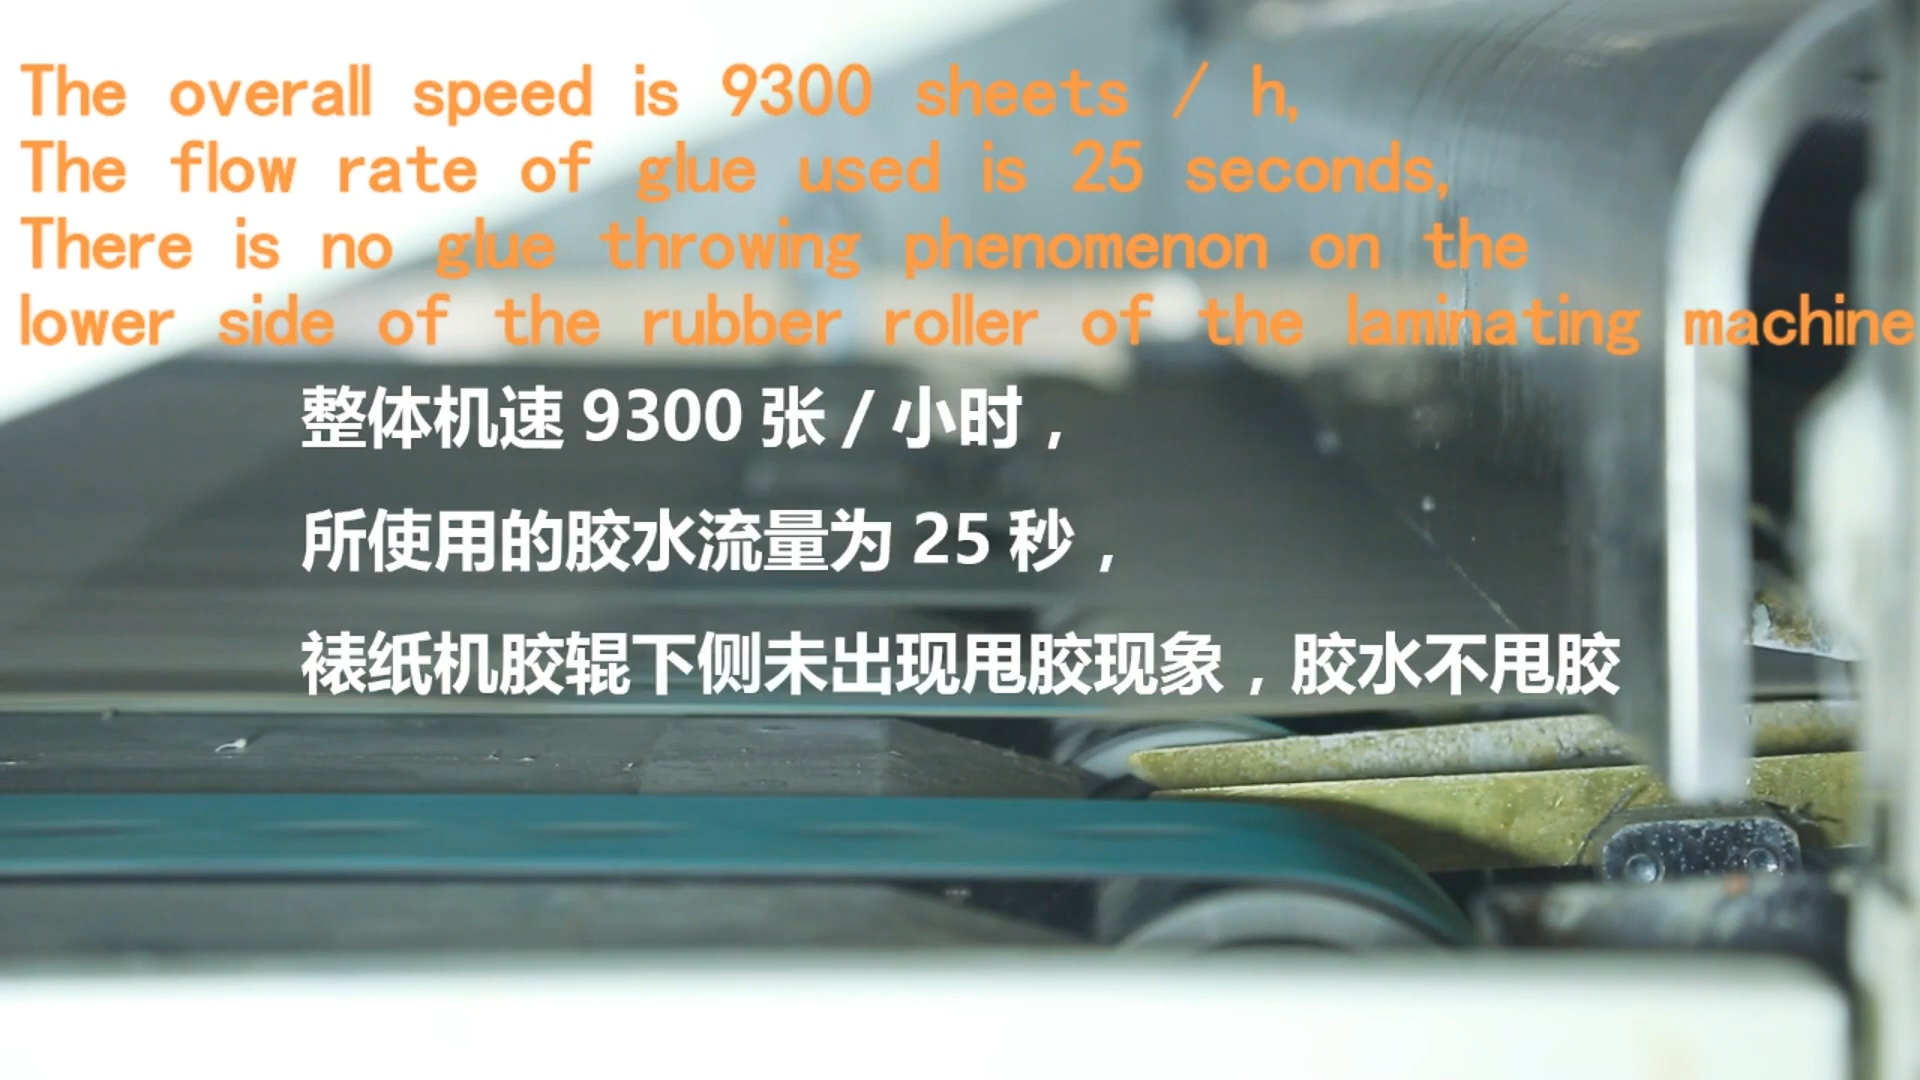 The overall speed is 9300 sheets / h,
The flow rate of glue used is 25 seconds,
There is no glue throwing phenomenon on the
lower side of the rubber roller of the laminating machine
整体机速 9300 张 / 小时，
所使用的胶水流量为 25 秒，
裱纸机胶辊下侧未出现甩胶现象，胶水不甩胶